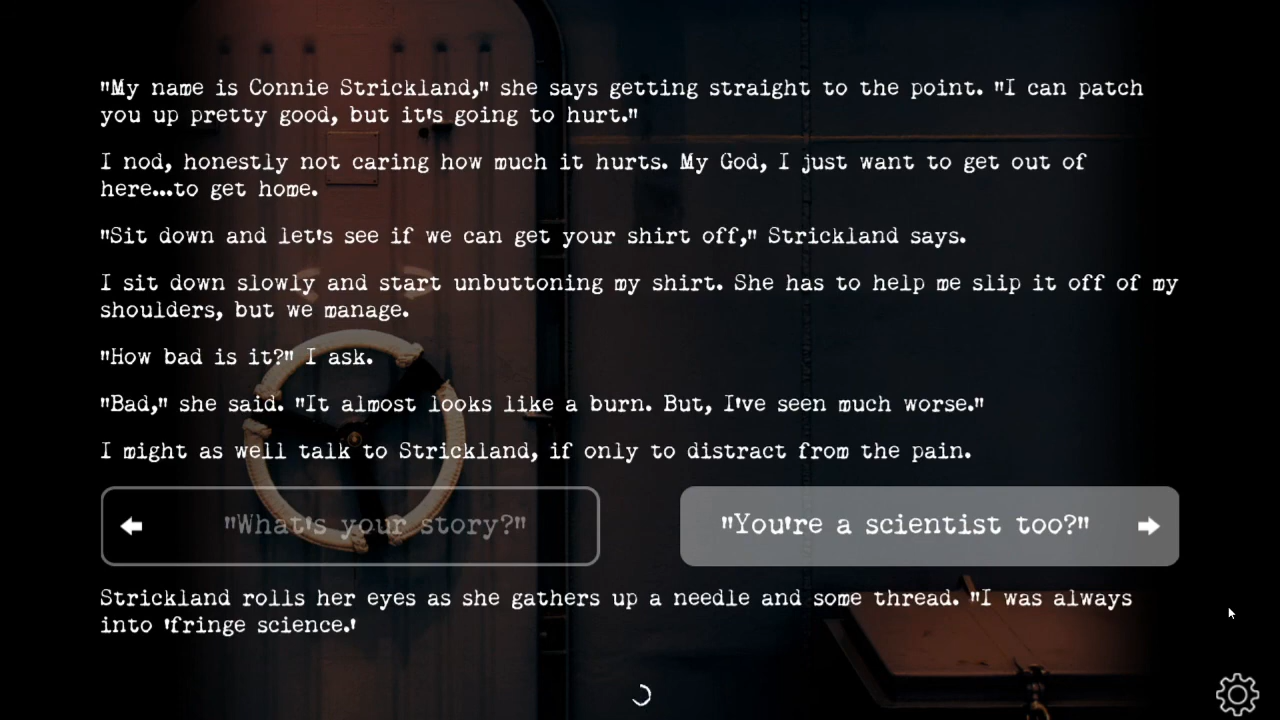 "My name is Connie Strickland," she says getting straight to the point. "I can patch
you up pretty good, but it's going to hurt."
I nod, honestly not caring how much it hurts. My God, I just want to get out of
here...to get home.
"Sit down and let's see if we can get your shirt off," Strickland says.
I sit down slowly and start unbuttoning my shirt. She has to help me slip it off of my
shoulders, but we manage.
"How bad is it?" I ask.
"Bad," she said. "It almost looks like a burn. But, I've seen much worse."
I might as well talk to Strickland, if only to distract from the pain.
"What's your story?"
"You're a scientist too?"
Strickland rolls her eyes as she gathers up a needle and some thread. "I was always
into 'fringe science.'